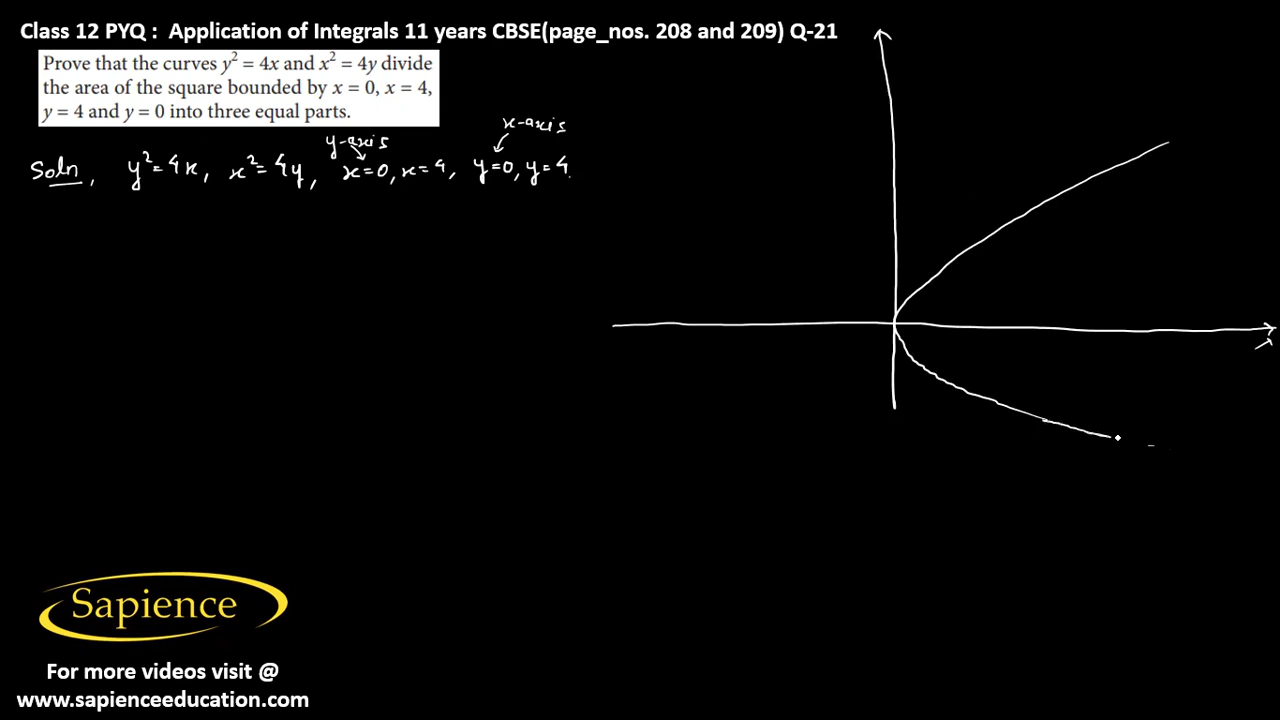 Class 12 PYQ : Application of Integrals 11 years CBSE(page_nos. 208 and 209) Q-21
Prove that the curves y² = 4x and x² = 4y divide
the area of the square bounded by x = 0, x = 4,
y = 4 and y = 0 into three equal parts.
x-axis
y-axis
Soln, y²=4x, x²=4y, x=0, x=4, y=0, y=4.
Sapience
For more videos visit @
www.sapienceeducation.com